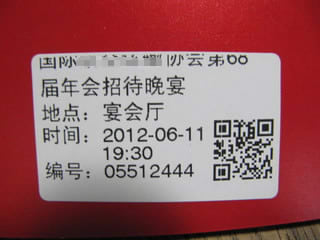 国际 协会第68
届年会招待晚宴
地点：宴会厅
时间：2012-06-11
19:30
编号：05512444